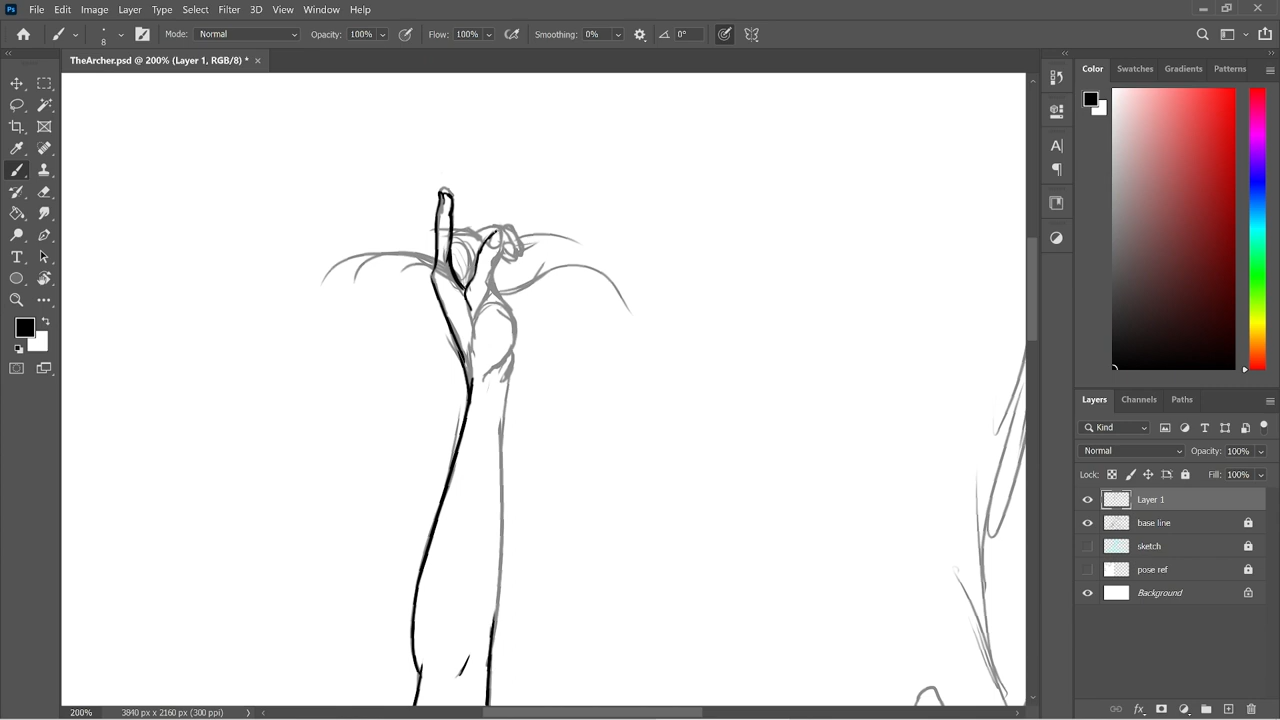 Ps File Edit Image Layer Type Select Filter 3D View Window Help
8 Mode: Normal Opacity: 100% Flow: 100% Smoothing: 0% 0°
TheArcher.psd @ 200% (Layer 1, RGB/8) *
Color Swatches Gradients Patterns
Layers Channels Paths
Kind
Normal Opacity: 100%
Lock: Fill: 100%
Layer 1
base line
sketch
pose ref
Background
200% 3840 px x 2160 px (300 ppi)